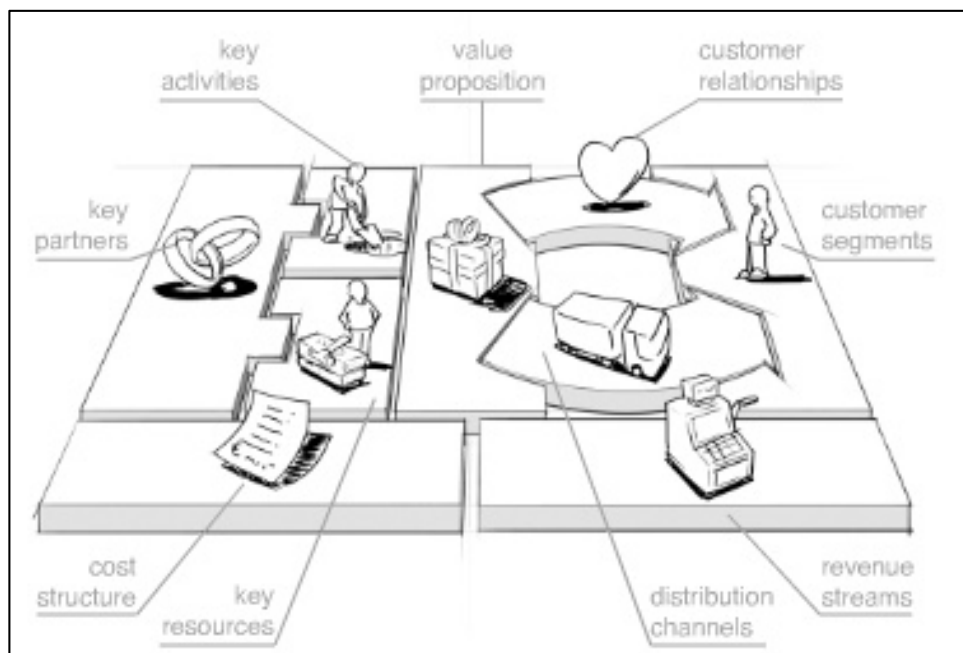 key
activities
value
proposition
customer
relationships
key
partners
customer
segments
cost
structure
key
resources
distribution
channels
revenue
streams